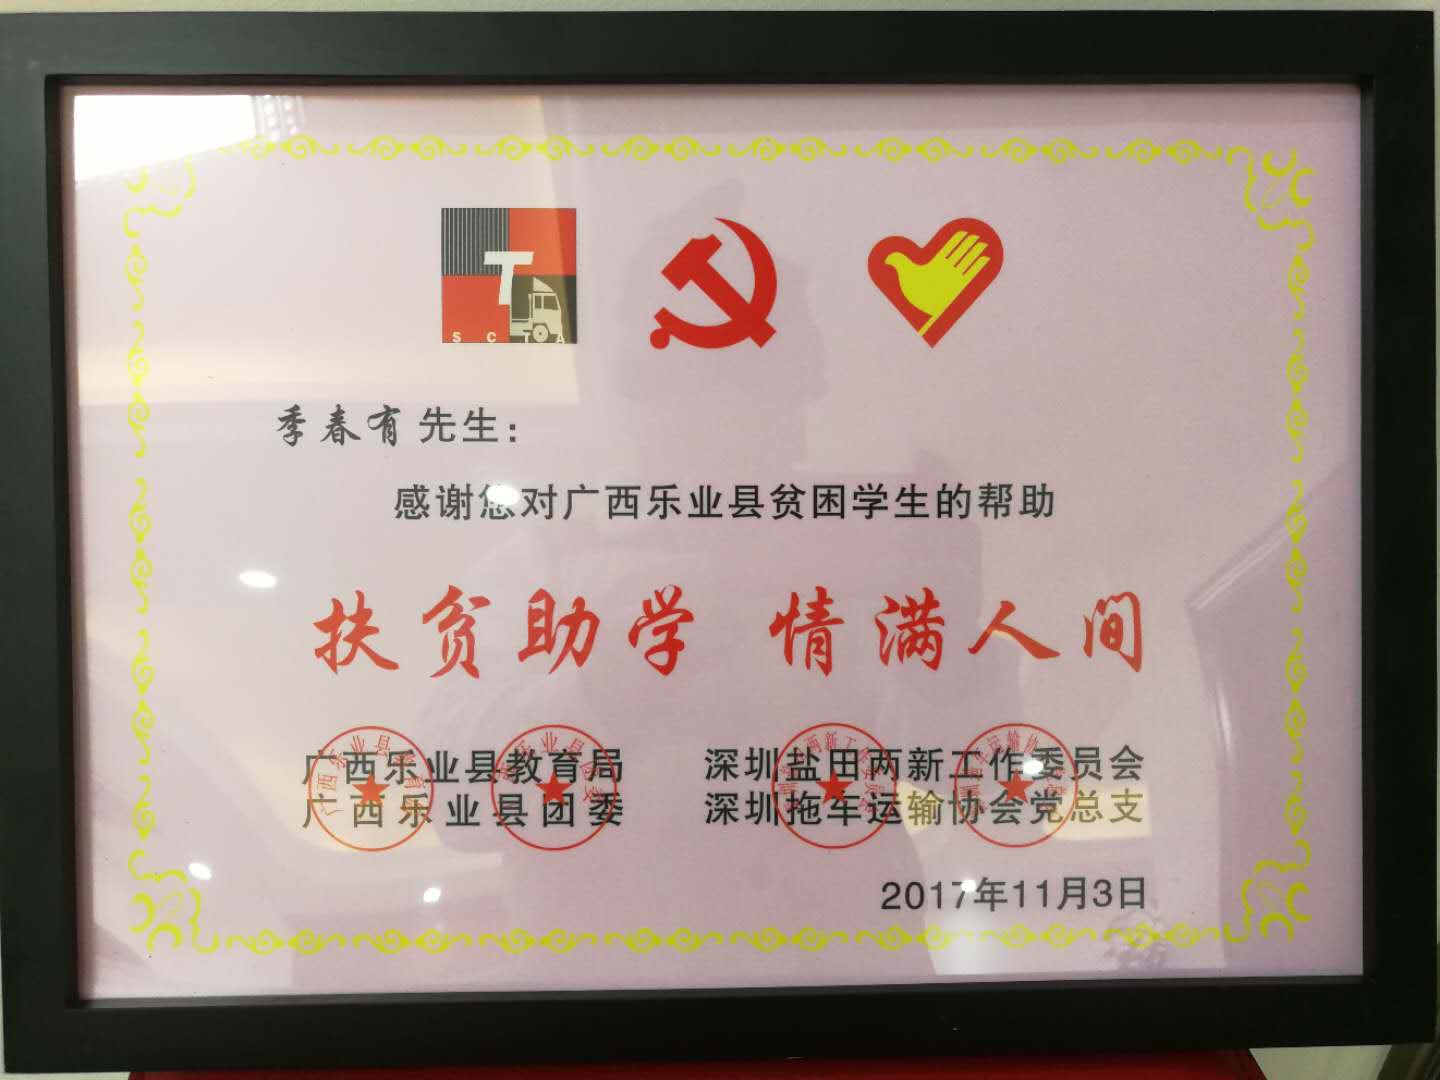 T
S C T A
季春有 先生：
感谢您对广西乐业县贫困学生的帮助
扶贫助学 情满人间
广西乐业县教育局
广西乐业县团委
深圳盐田两新工作委员会
深圳拖车运输协会党总支
2017年11月3日